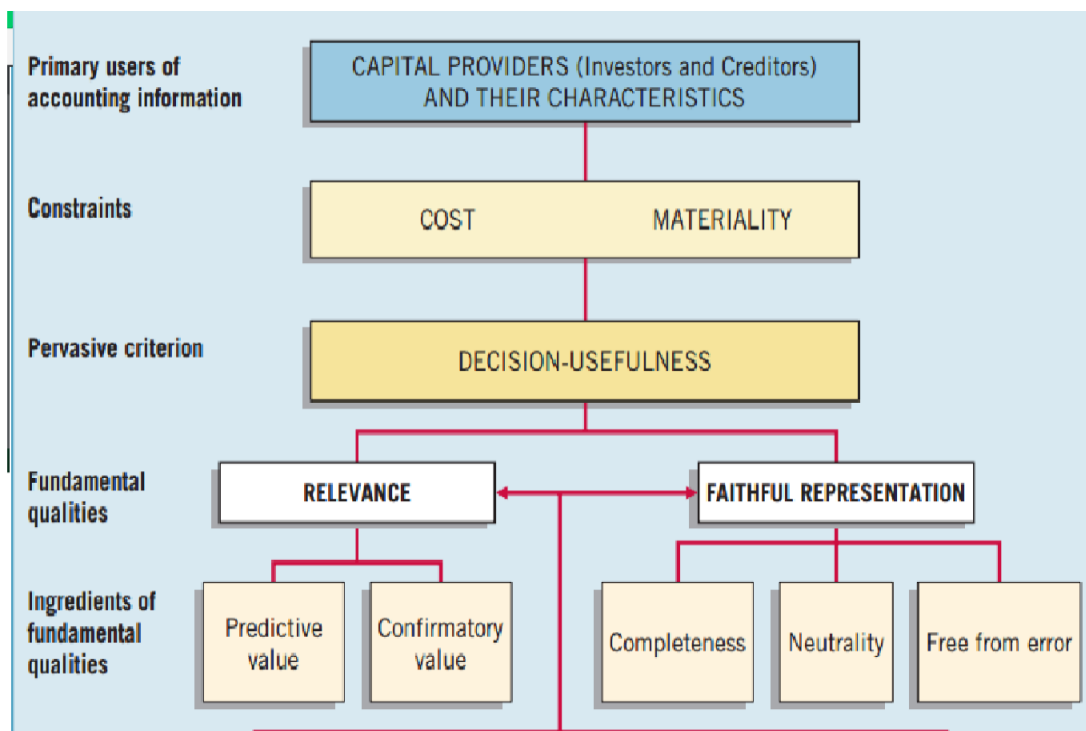 Primary users of
accounting information
CAPITAL PROVIDERS (Investors and Creditors)
AND THEIR CHARACTERISTICS
Constraints
COST MATERIALITY
Pervasive criterion
DECISION-USEFULNESS
Fundamental
qualities
RELEVANCE
FAITHFUL REPRESENTATION
Ingredients of
fundamental
qualities
Predictive
value
Confirmatory
value
Completeness
Neutrality
Free from error